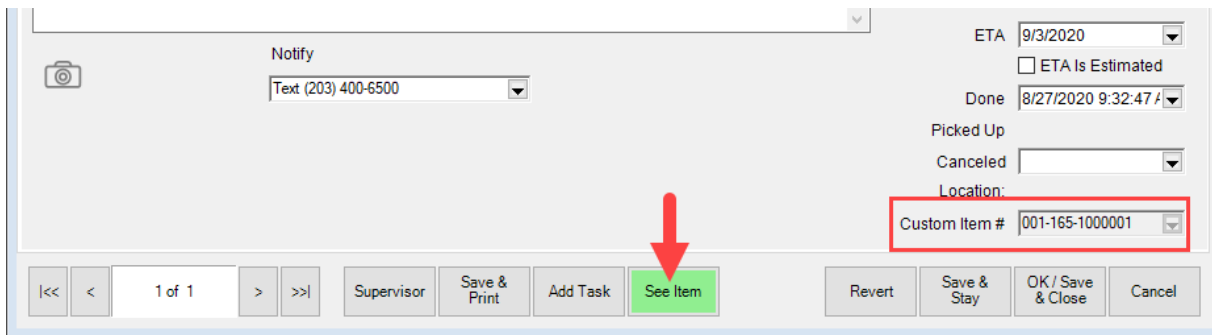 Notify
Text (203) 400-6500
ETA 9/3/2020
ETA Is Estimated
Done 8/27/2020 9:32:47 A
Picked Up
Canceled
Location:
Custom Item # 001-165-1000001
|<< < 1 of 1 > >>| Supervisor Save & Print Add Task See Item Revert Save & Stay OK / Save & Close Cancel